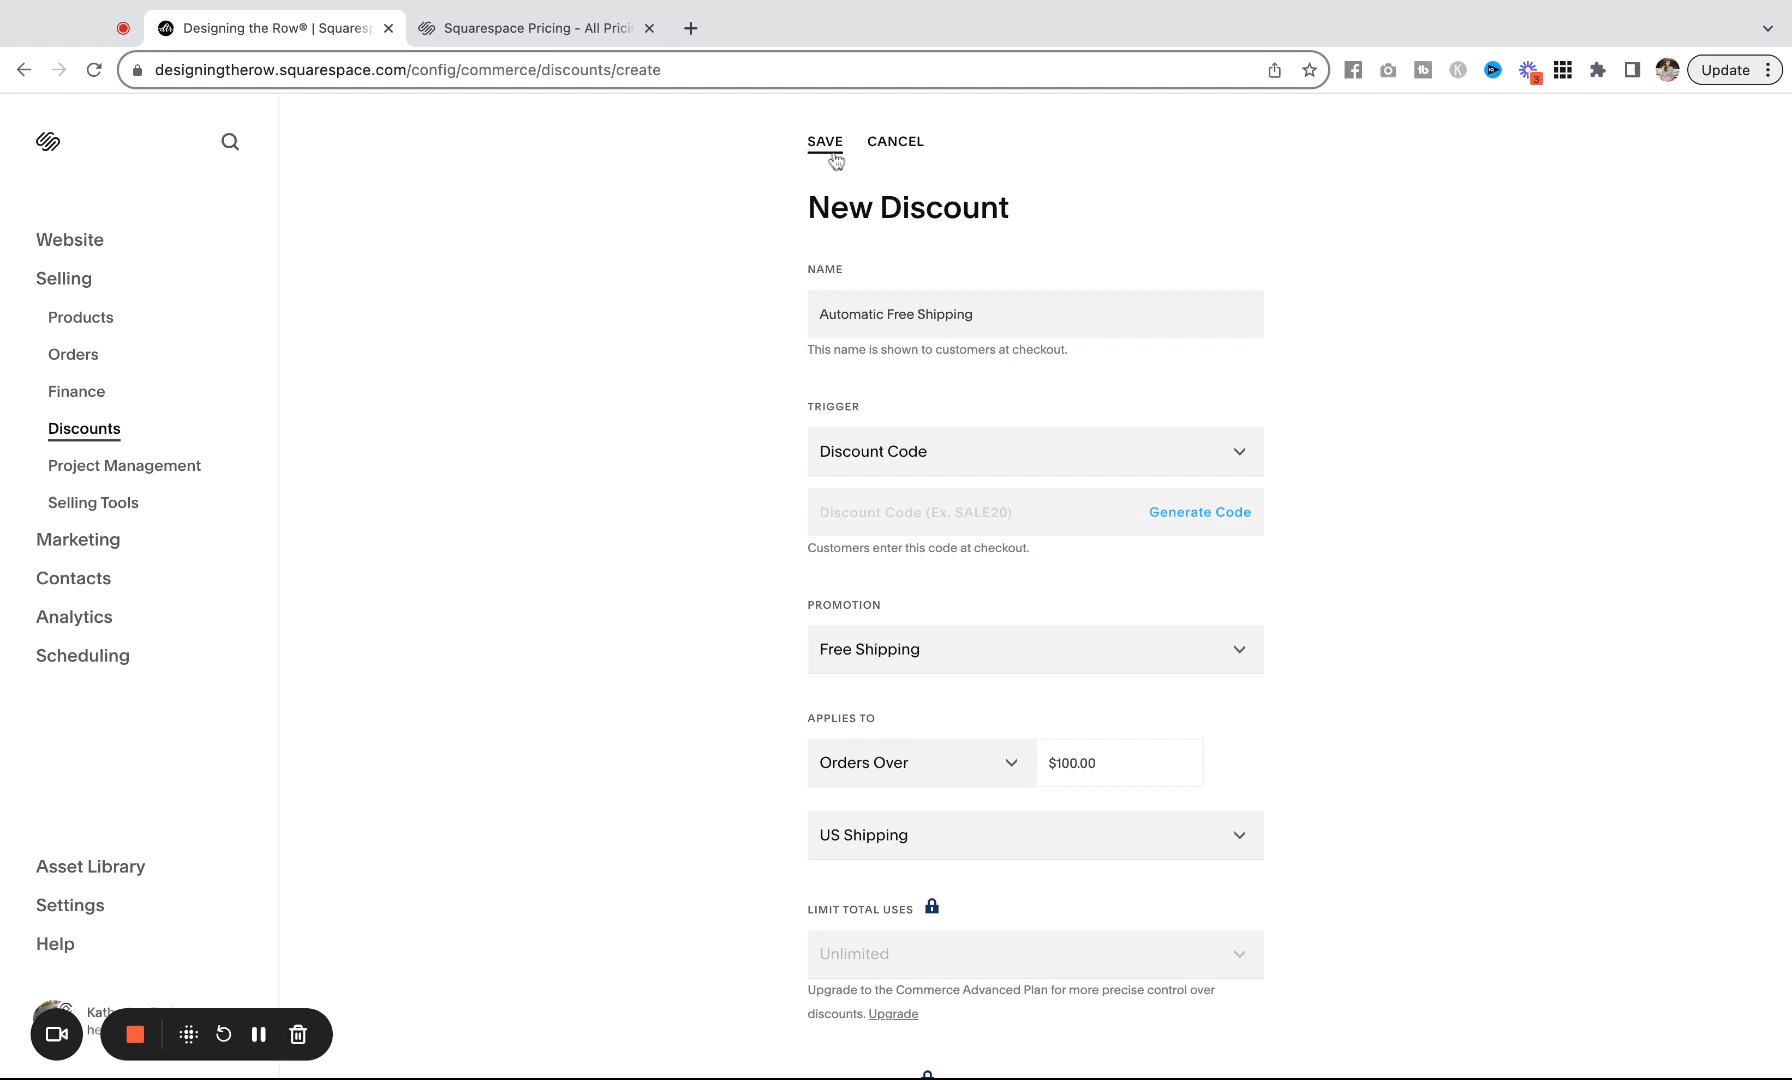 Designing the Row® | Squaresp
Squarespace Pricing - All Pricin
designingtherow.squarespace.com/config/commerce/discounts/create
3
Update
SAVE CANCEL
New Discount
Website
Selling
Products
Orders
Finance
Discounts
Project Management
Selling Tools
Marketing
Contacts
Analytics
Scheduling
Asset Library
Settings
Help
NAME
Automatic Free Shipping
This name is shown to customers at checkout.
TRIGGER
Discount Code
Discount Code (Ex. SALE20) Generate Code
Customers enter this code at checkout.
PROMOTION
Free Shipping
APPLIES TO
Orders Over $100.00
US Shipping
LIMIT TOTAL USES
Unlimited
Upgrade to the Commerce Advanced Plan for more precise control over
discounts. Upgrade